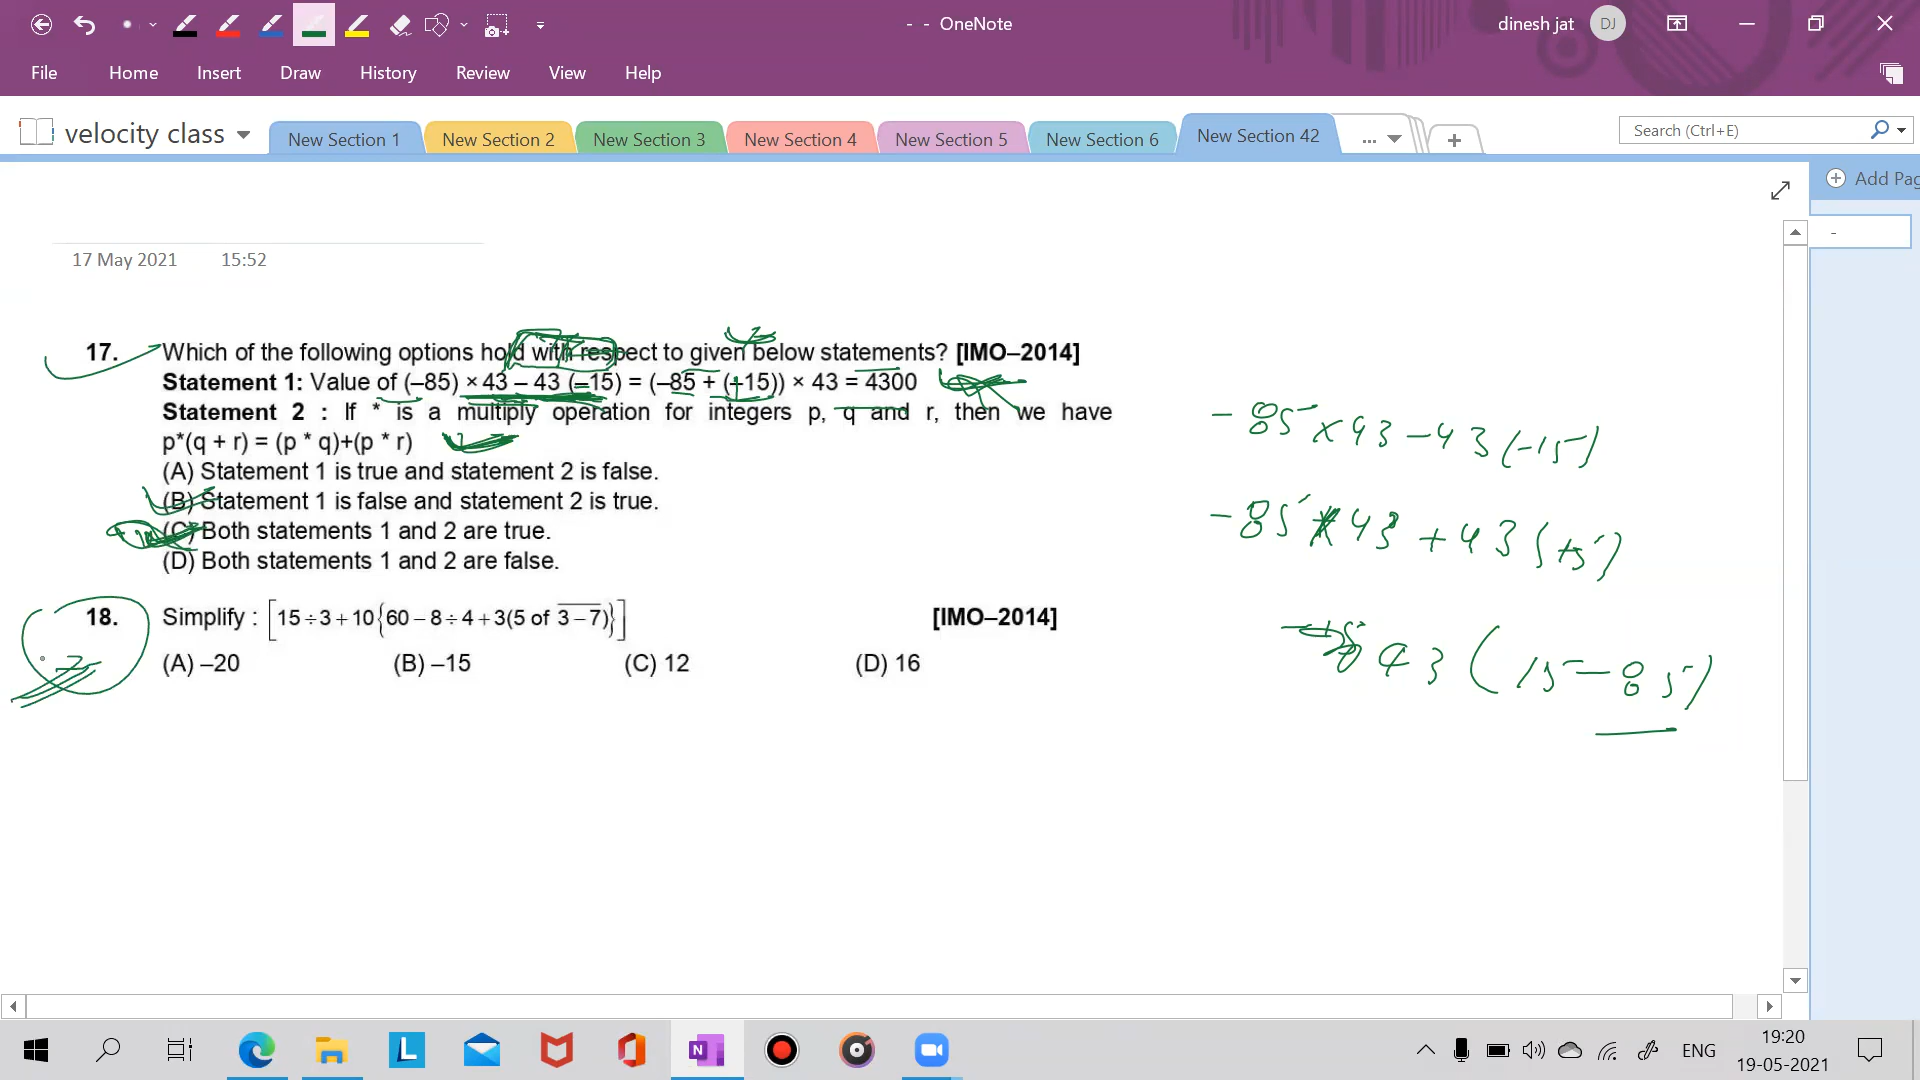 - - OneNote
dinesh jat
DJ
File Home Insert Draw History Review View Help
velocity class
New Section 1 New Section 2 New Section 3 New Section 4 New Section 5 New Section 6 New Section 42 ...
Search (Ctrl+E)
Add Pag
-
17 May 2021 15:52
17. Which of the following options hold with respect to given below statements? [IMO–2014]
Statement 1: Value of (–85) × 43 – 43 (–15) = (–85 + (+15)) × 43 = 4300
Statement 2 : If * is a multiply operation for integers p, q and r, then we have
p*(q + r) = (p * q)+(p * r)
(A) Statement 1 is true and statement 2 is false.
(B) Statement 1 is false and statement 2 is true.
(C) Both statements 1 and 2 are true.
(D) Both statements 1 and 2 are false.
- 85 × 43 - 43 (-15)
- 85 × 43 + 43 (+15)
43 (15 - 85)
18. Simplify : [15 ÷ 3 + 10{60 – 8 ÷ 4 + 3(5 of 3 – 7)}] [IMO–2014]
(A) –20 (B) –15 (C) 12 (D) 16
L
N
ENG
19:20
19-05-2021